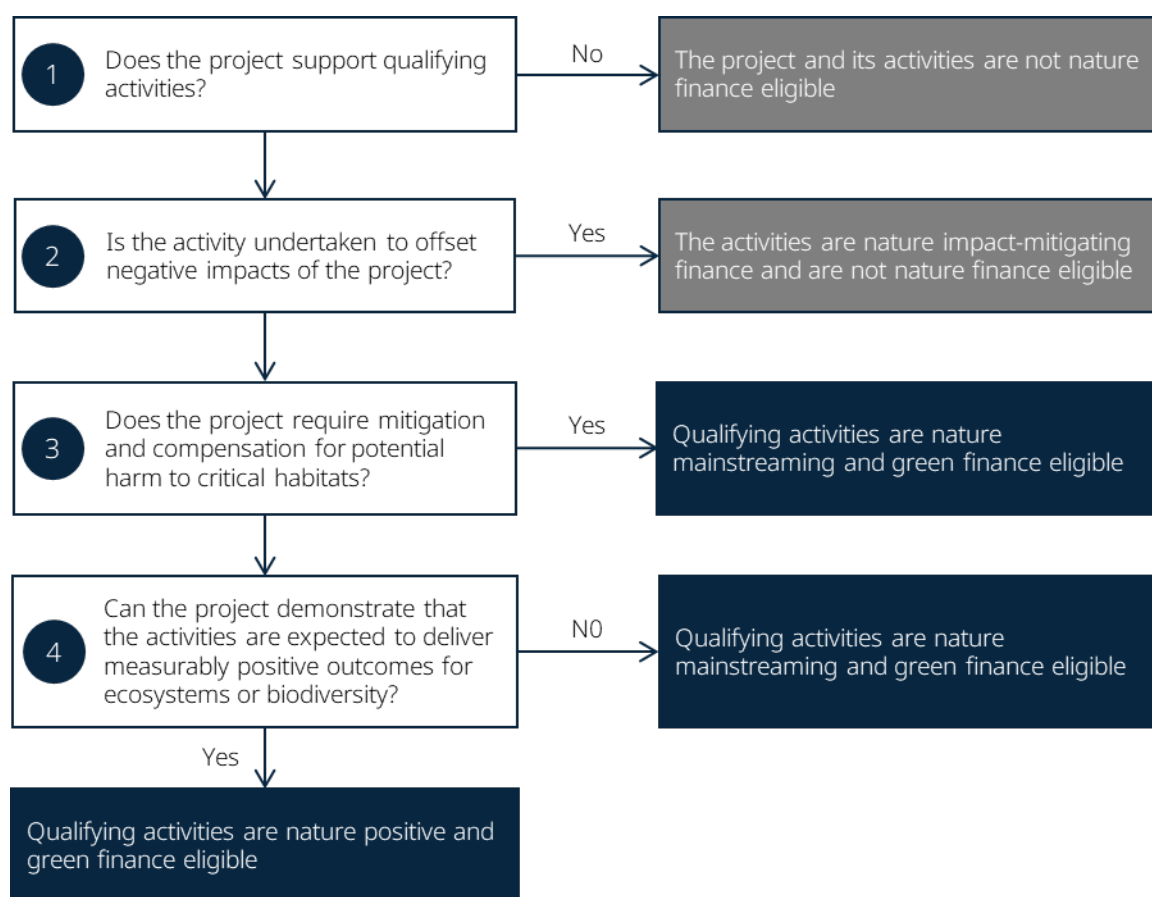 1
Does the project support qualifying
activities?
No
The project and its activities are not nature
finance eligible
2
Is the activity undertaken to offset
negative impacts of the project?
Yes
The activities are nature impact-mitigating
finance and are not nature finance eligible
3
Does the project require mitigation
and compensation for potential
harm to critical habitats?
Yes
Qualifying activities are nature
mainstreaming and green finance eligible
4
Can the project demonstrate that
the activities are expected to deliver
measurably positive outcomes for
ecosystems or biodiversity?
N0
Qualifying activities are nature
mainstreaming and green finance eligible
Yes
Qualifying activities are nature positive and
green finance eligible